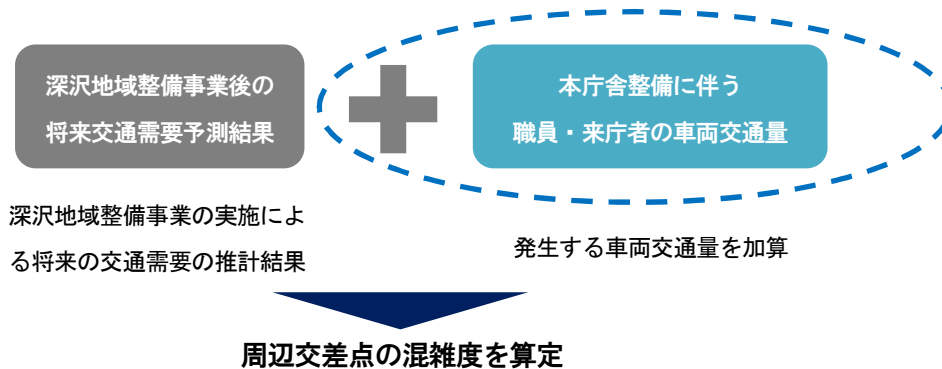 深沢地域整備事業後の
将来交通需要予測結果
本庁舎整備に伴う
職員・来庁者の車両交通量
深沢地域整備事業の実施によ
る将来の交通需要の推計結果
発生する車両交通量を加算
周辺交差点の混雑度を算定